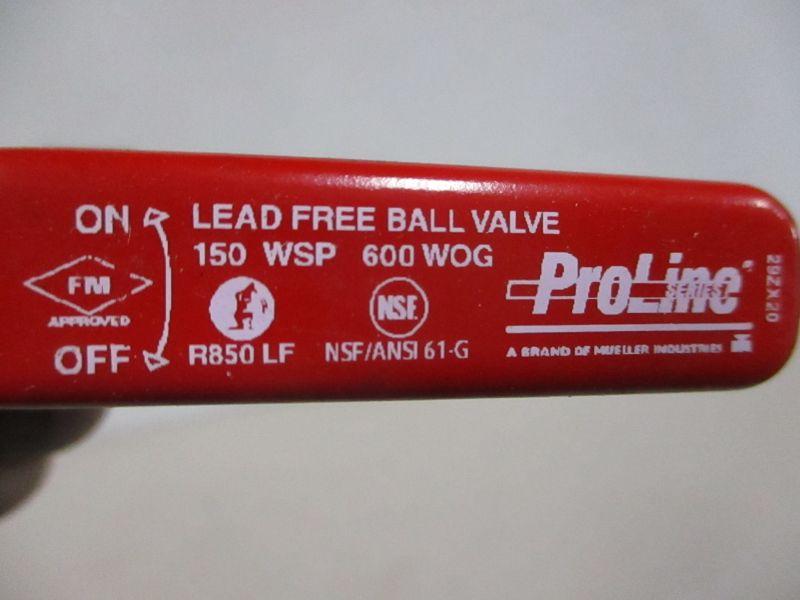 ON
LEAD FREE BALL VALVE
150 WSP 600 WOG
FM
APPROVED
OFF
R850 LF
NSF
NSF/ANSI 61-G
ProLine
SERIES
A BRAND OF MUELLER INDUSTRIES
292X20